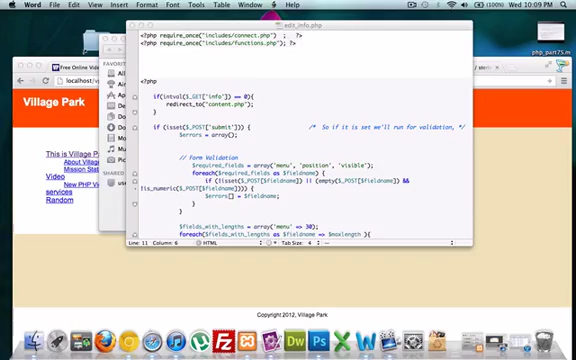 Word File Edit View Insert Format Font Tools Table Window (100%) Wed 10:09 PM
edit_info.php
<?php require_once("includes/connect.php") ; ?>
<?php require_once("includes/functions.php"); ?>
<?php
if(intval($_GET['info']) == 0){
redirect_to("content.php");
}
if (isset($_POST['submit'])) { /* So if it is set we'll run for validation, */
$errors = array();
// Form Validation
$required_fields = array('menu', 'position', 'visible');
foreach($required_fields as $fieldname) {
if (!isset($_POST[$fieldname]) || (empty($_POST[$fieldname]) &&
!is_numeric($_POST[$fieldname]))) {
$errors[] = $fieldname;
}
}
$fields_with_lengths = array('menu' => 30);
foreach($fields_with_lengths as $fieldname => $maxlength ){
Line: 11 Column: 6 HTML Tab Size: 4
php_part75.m
Free Online Vide
localhost/
FAVORIT
Village Park
This is Village P
About Villag
Mission Stat
Video
New PHP Vi
services
Random
Copyright 2012, Village Park